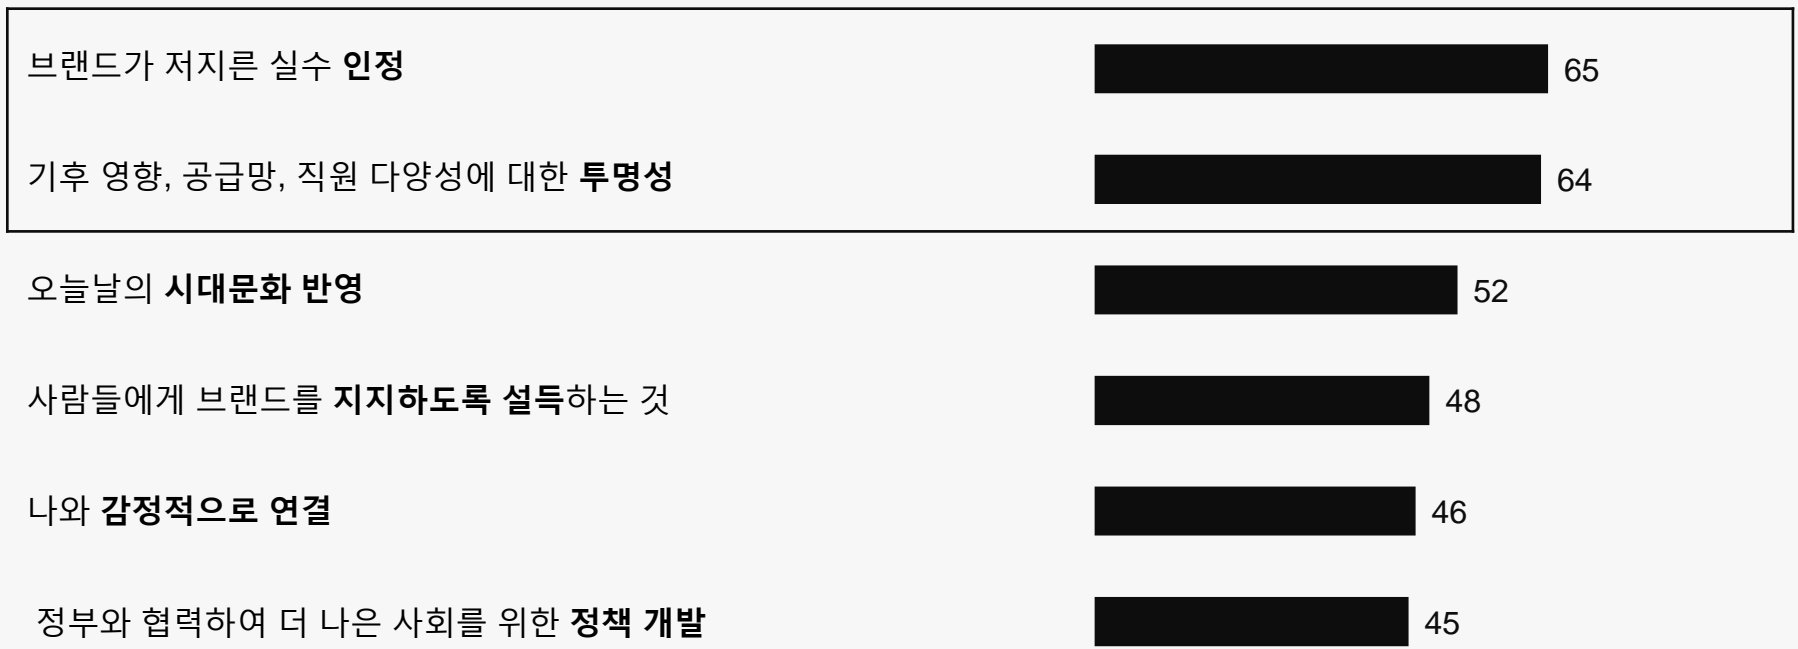 브랜드가 저지른 실수 인정 65
기후 영향, 공급망, 직원 다양성에 대한 투명성 64
오늘날의 시대문화 반영 52
사람들에게 브랜드를 지지하도록 설득하는 것 48
나와 감정적으로 연결 46
정부와 협력하여 더 나은 사회를 위한 정책 개발 45